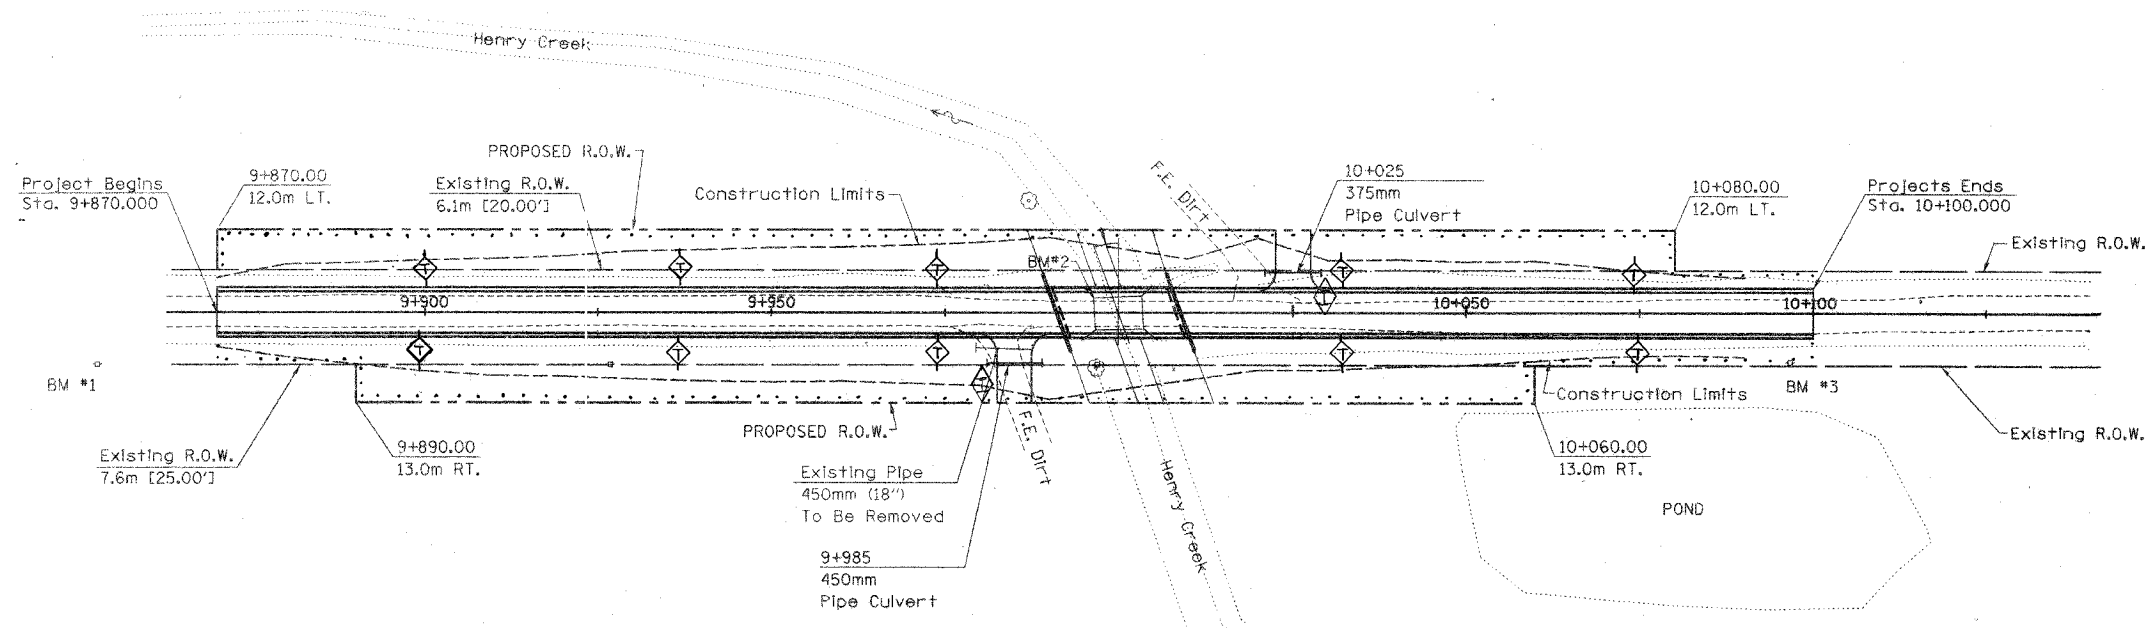 Henry Creek
PROPOSED R.O.W.
Project Begins
Sta. 9+870.000
9+870.00
12.0m LT.
Existing R.O.W.
6.1m [20.00']
Construction Limits
F.E. Dirt
10+025
375mm
Pipe Culvert
10+080.00
12.0m LT.
Projects Ends
Sta. 10+100.000
Existing R.O.W.
BM#2
T
T
T
T
T
T
9+900
9+950
10+050
10+100
T
T
T
T
T
T
BM #1
BM #3
Construction Limits
PROPOSED R.O.W.
F.E. Dirt
Existing R.O.W.
Existing R.O.W.
7.6m [25.00']
9+890.00
13.0m RT.
10+060.00
13.0m RT.
Existing Pipe
450mm (18")
To Be Removed
Henry Creek
POND
9+985
450mm
Pipe Culvert